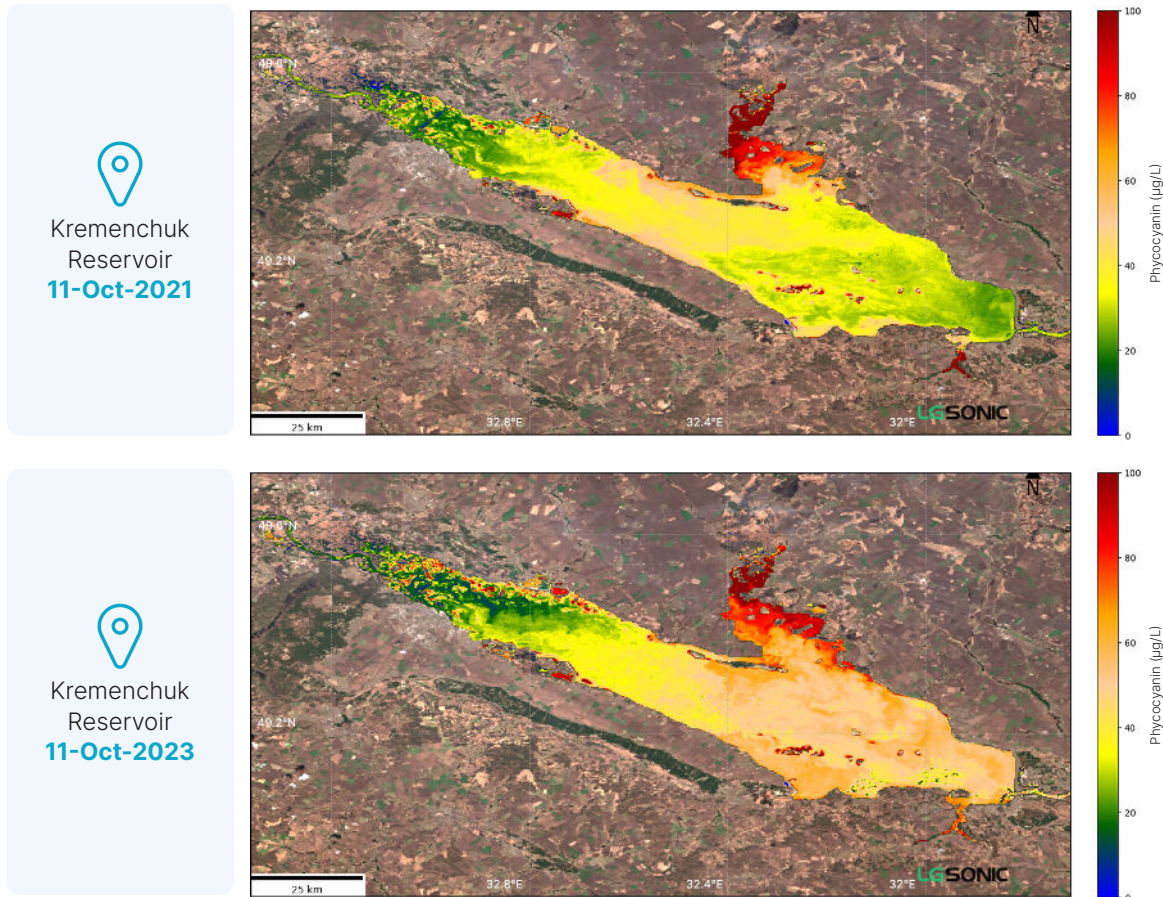 Kremenchuk
Reservoir
11-Oct-2021
N
49.0°N
49.2°N
32.8°E
32.4°E
32°E
25 km
LGSONIC
100
80
60
40
20
0
Phycocyanin (µg/L)
Kremenchuk
Reservoir
11-Oct-2023
N
49.0°N
49.2°N
32.8°E
32.4°E
32°E
25 km
LGSONIC
100
80
60
40
20
0
Phycocyanin (µg/L)